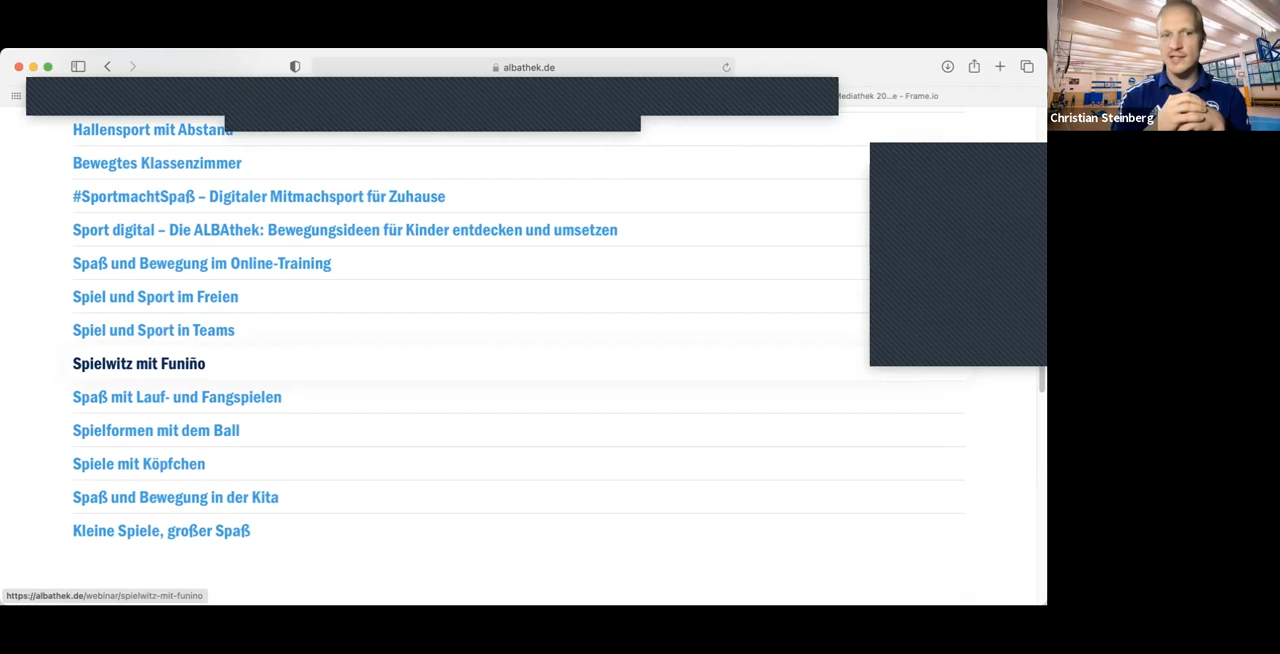 albathek.de
Mediathek 20...e - Frame.io
Christian Steinberg
Hallensport mit Abstand
Bewegtes Klassenzimmer
#SportmachtSpaß – Digitaler Mitmachsport für Zuhause
Sport digital – Die ALBAthek: Bewegungsideen für Kinder entdecken und umsetzen
Spaß und Bewegung im Online-Training
Spiel und Sport im Freien
Spiel und Sport in Teams
Spielwitz mit Funiño
Spaß mit Lauf- und Fangspielen
Spielformen mit dem Ball
Spiele mit Köpfchen
Spaß und Bewegung in der Kita
Kleine Spiele, großer Spaß
https://albathek.de/webinar/spielwitz-mit-funino